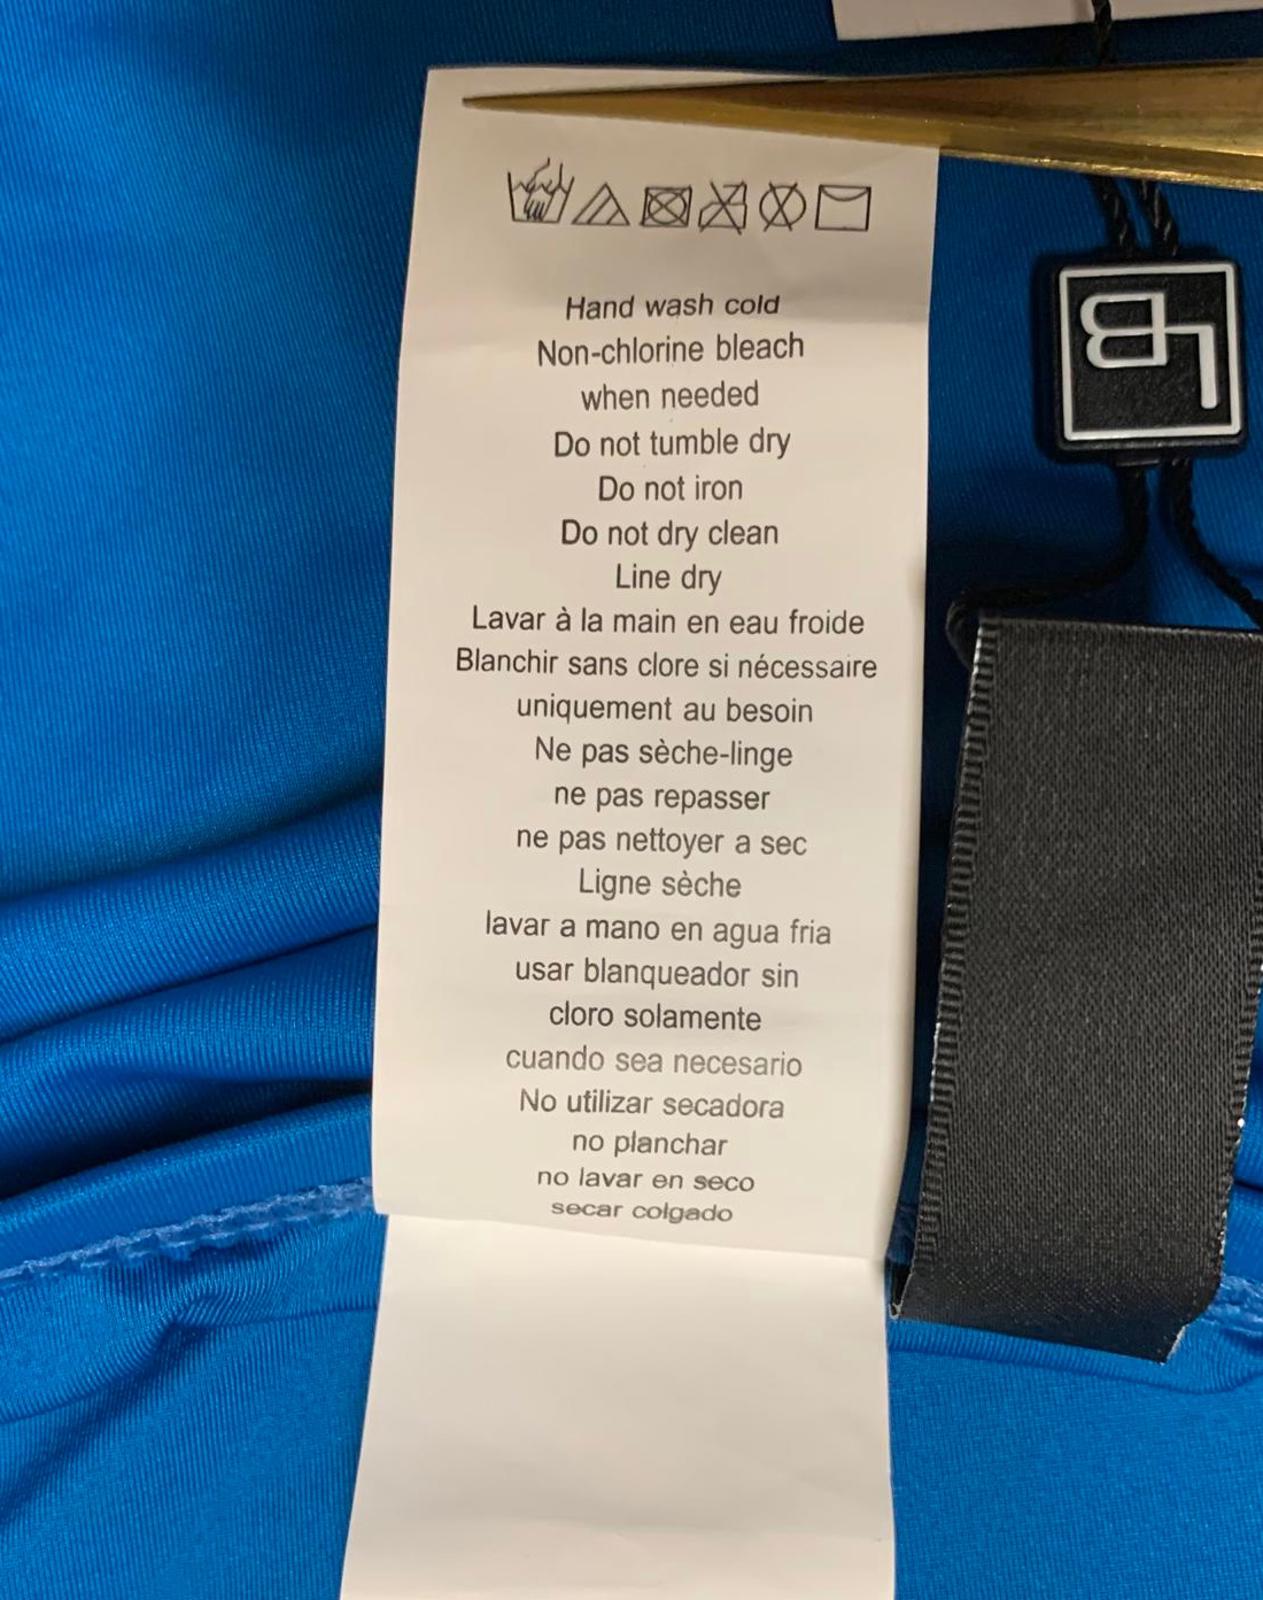 Hand wash cold
Non-chlorine bleach
when needed
Do not tumble dry
Do not iron
Do not dry clean
Line dry
Lavar à la main en eau froide
Blanchir sans clore si nécessaire
uniquement au besoin
Ne pas sèche-linge
ne pas repasser
ne pas nettoyer a sec
Ligne sèche
lavar a mano en agua fria
usar blanqueador sin
cloro solamente
cuando sea necesario
No utilizar secadora
no planchar
no lavar en seco
secar colgado
LB